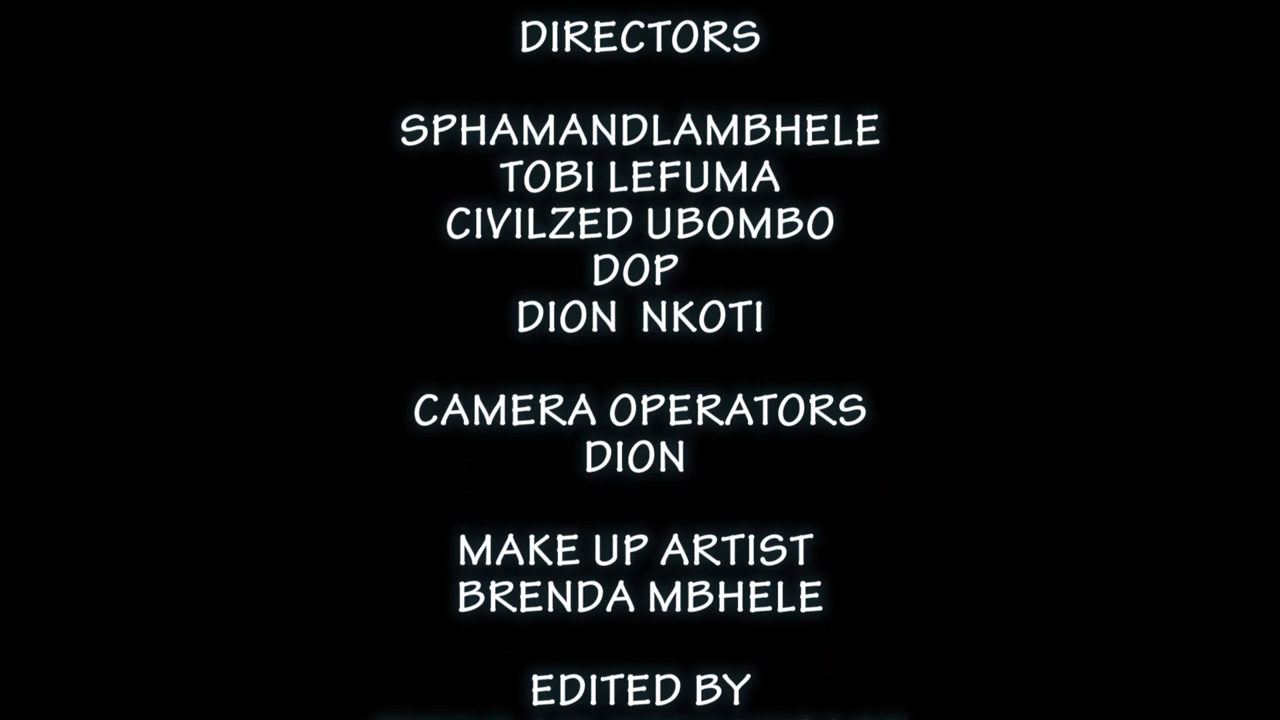 DIRECTORS
SPHAMANDLAMBHELE
TOBI LEFUMA
CIVILZED UBOMBO
DOP
DION NKOTI
CAMERA OPERATORS
DION
MAKE UP ARTIST
BRENDA MBHELE
EDITED BY